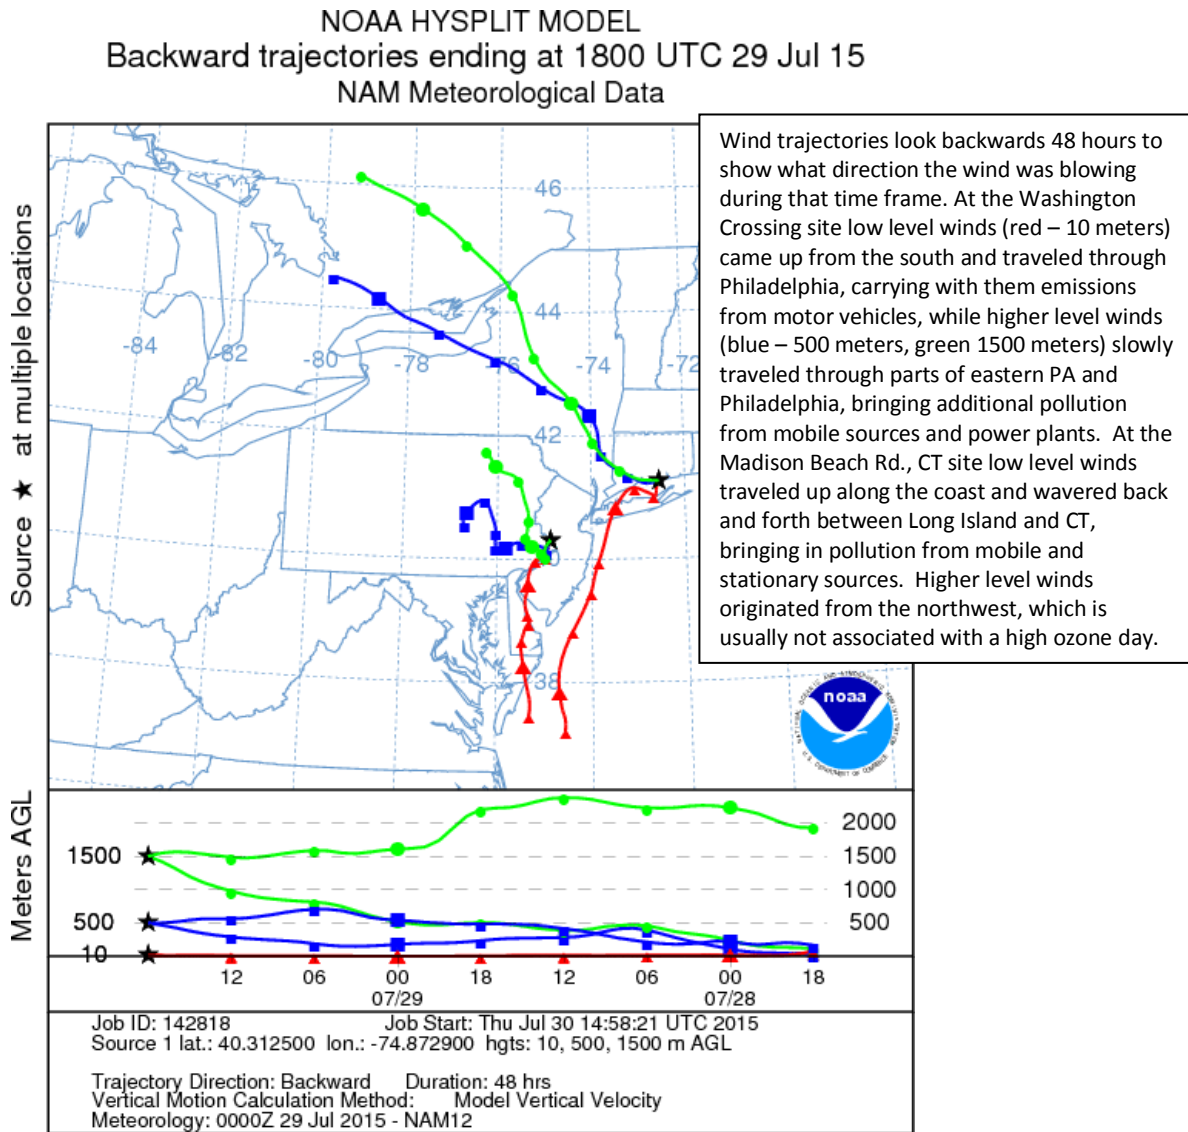 NOAA HYSPLIT MODEL
Backward trajectories ending at 1800 UTC 29 Jul 15
NAM Meteorological Data
Source ★ at multiple locations
46
44
42
38
-84
-82
-80
-78
-74
-72
Wind trajectories look backwards 48 hours to
show what direction the wind was blowing
during that time frame. At the Washington
Crossing site low level winds (red – 10 meters)
came up from the south and traveled through
Philadelphia, carrying with them emissions
from motor vehicles, while higher level winds
(blue – 500 meters, green 1500 meters) slowly
traveled through parts of eastern PA and
Philadelphia, bringing additional pollution
from mobile sources and power plants.  At the
Madison Beach Rd., CT site low level winds
traveled up along the coast and wavered back
and forth between Long Island and CT,
bringing in pollution from mobile and
stationary sources.  Higher level winds
originated from the northwest, which is
usually not associated with a high ozone day.
noaa
Meters AGL
1500
500
10
2000
1500
1000
500
12 06 00 18 12 06 00 18
07/29 07/28
Job ID: 142818 Job Start: Thu Jul 30 14:58:21 UTC 2015
Source 1 lat.: 40.312500 lon.: -74.872900 hgts: 10, 500, 1500 m AGL
Trajectory Direction: Backward Duration: 48 hrs
Vertical Motion Calculation Method: Model Vertical Velocity
Meteorology: 0000Z 29 Jul 2015 - NAM12